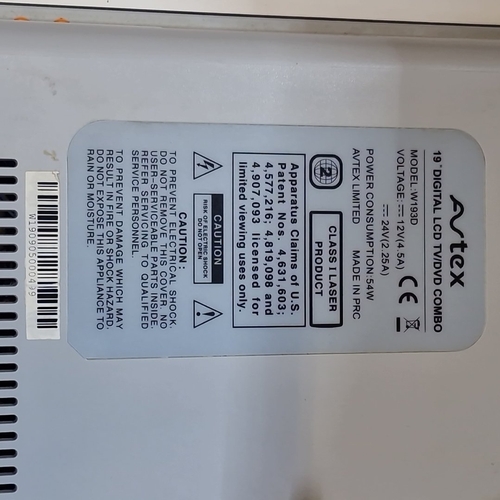 Avtex
19" DIGITAL LCD TV/DVD COMBO
MODEL: W193D
VOLTAGE: 12V(4.5A)
24V(2.25A)
CE
POWER CONSUMPTION:54W
AVTEX LIMITED MADE IN PRC
2
CLASS I LASER
PRODUCT
Apparatus Claims of U.S.
Patent Nos. 4,631,603;
4,577,216; 4,819,098 and
4,907,093 licensed for
limited viewing uses only.
CAUTION
RISK OF ELECTRIC SHOCK
DO NOT OPEN
CAUTION:
TO PREVENT ELECTRICAL SHOCK.
DO NOT REMOVE THIS COVER. NO
USER-SERVICEABLE PARTS INSIDE.
REFER SERVICING TO QUALIFIED
SERVICE PERSONNEL.
TO PREVENT DAMAGE WHICH MAY
RESULT IN FIRE OR SHOCK HAZARD.
DO NOT EXPOSE THIS APPLIANCE TO
RAIN OR MOISTURE.